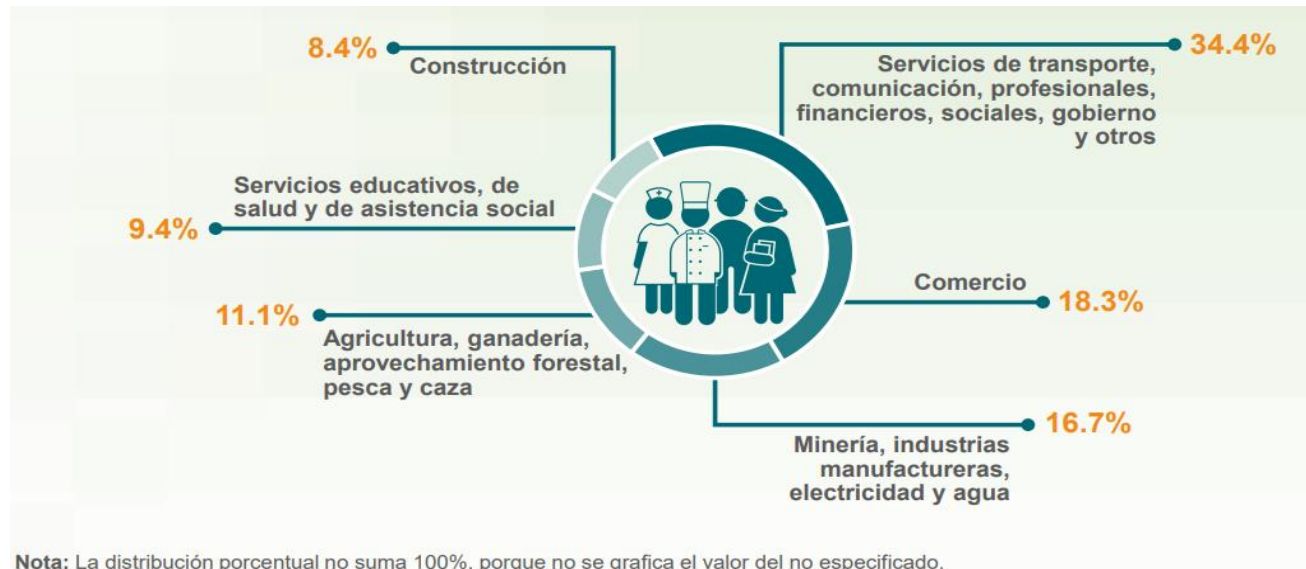 8.4%
Construcción
34.4%
Servicios de transporte,
comunicación, profesionales,
financieros, sociales, gobierno
y otros
Servicios educativos, de
salud y de asistencia social
9.4%
Comercio
18.3%
11.1%
Agricultura, ganadería,
aprovechamiento forestal,
pesca y caza
16.7%
Minería, industrias
manufactureras,
electricidad y agua
Nota: La distribución porcentual no suma 100%, porque no se grafica el valor del no especificado.